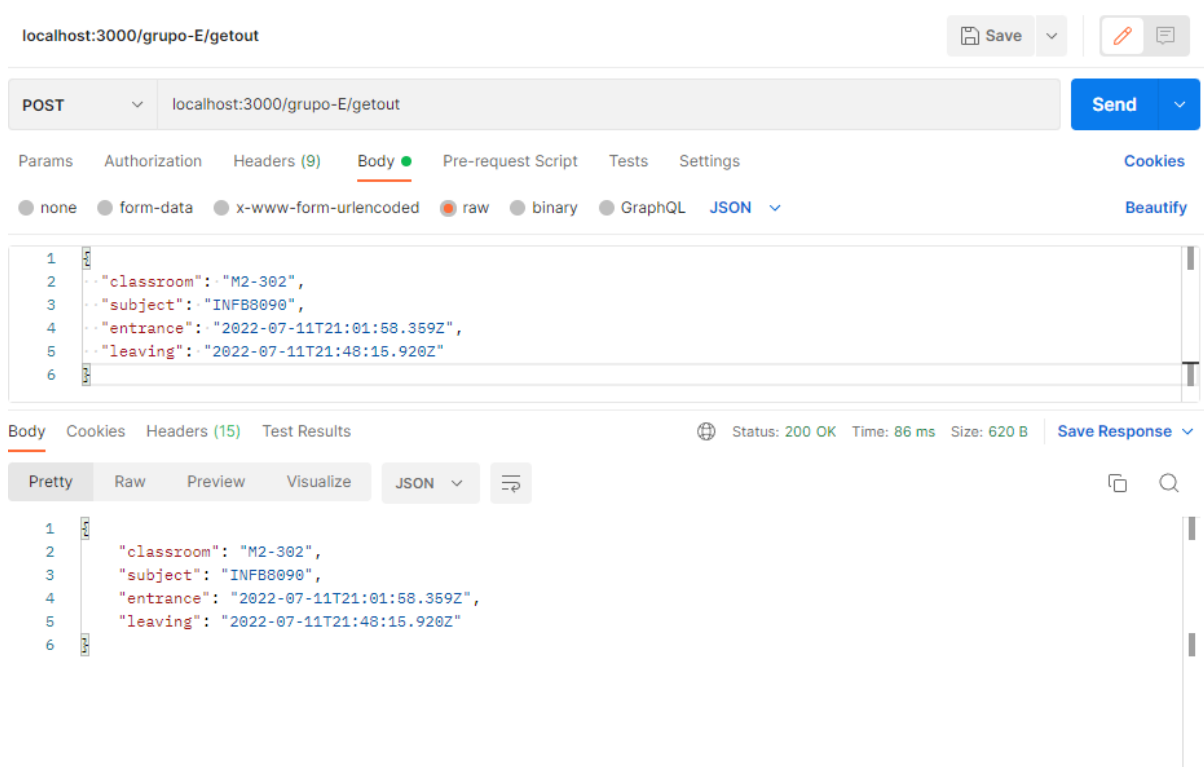 localhost:3000/grupo-E/getout
Save
POST localhost:3000/grupo-E/getout Send
Params Authorization Headers (9) Body Pre-request Script Tests Settings Cookies
none form-data x-www-form-urlencoded raw binary GraphQL JSON Beautify
1 {
2 "classroom": "M2-302",
3 "subject": "INFB8090",
4 "entrance": "2022-07-11T21:01:58.359Z",
5 "leaving": "2022-07-11T21:48:15.920Z"
6 }
Body Cookies Headers (15) Test Results Status: 200 OK Time: 86 ms Size: 620 B Save Response
Pretty Raw Preview Visualize JSON
1 {
2 "classroom": "M2-302",
3 "subject": "INFB8090",
4 "entrance": "2022-07-11T21:01:58.359Z",
5 "leaving": "2022-07-11T21:48:15.920Z"
6 }